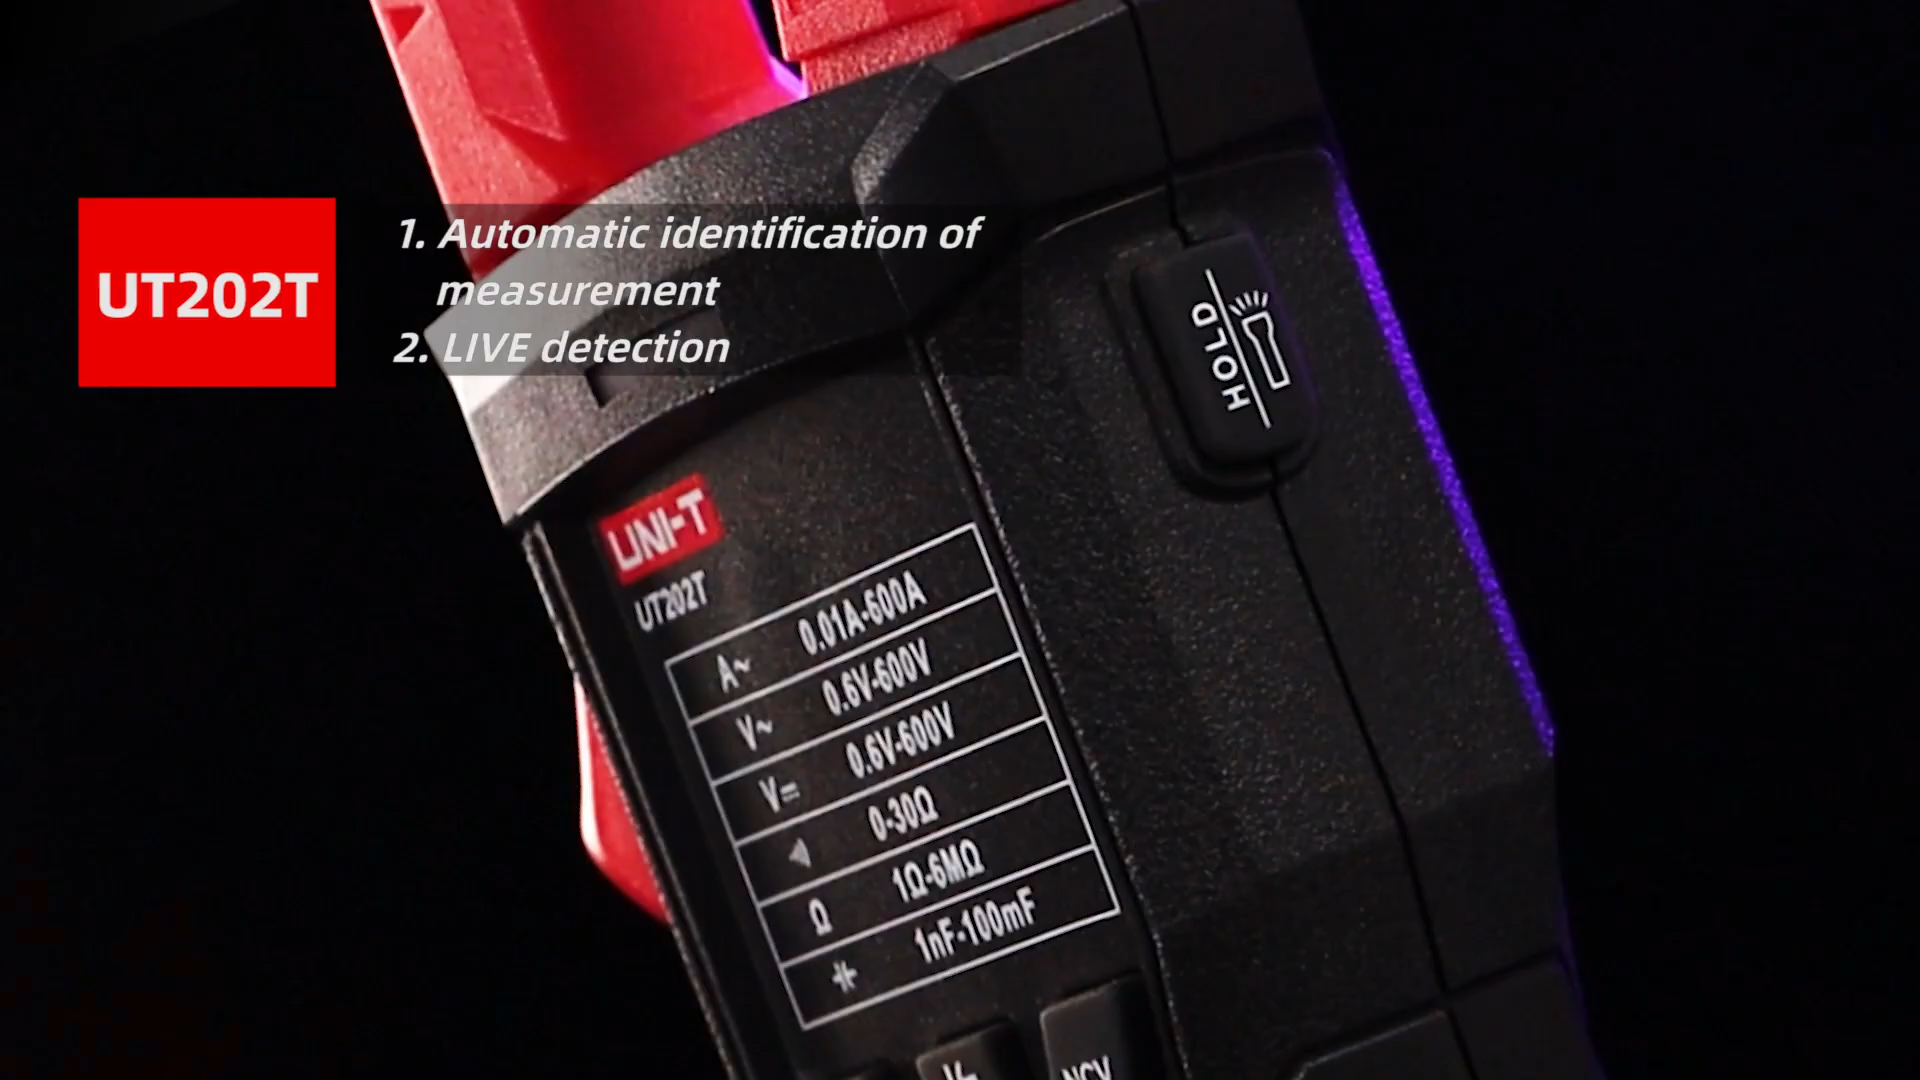 UT202T
1. Automatic identification of
measurement
2. LIVE detection
HOLD
UNI-T
UT202T
A~ 0.01A-600A
V~ 0.6V-600V
V⎓ 0.6V-600V
0-30Ω
Ω 1Ω-6MΩ
1nF-100mF
NCV